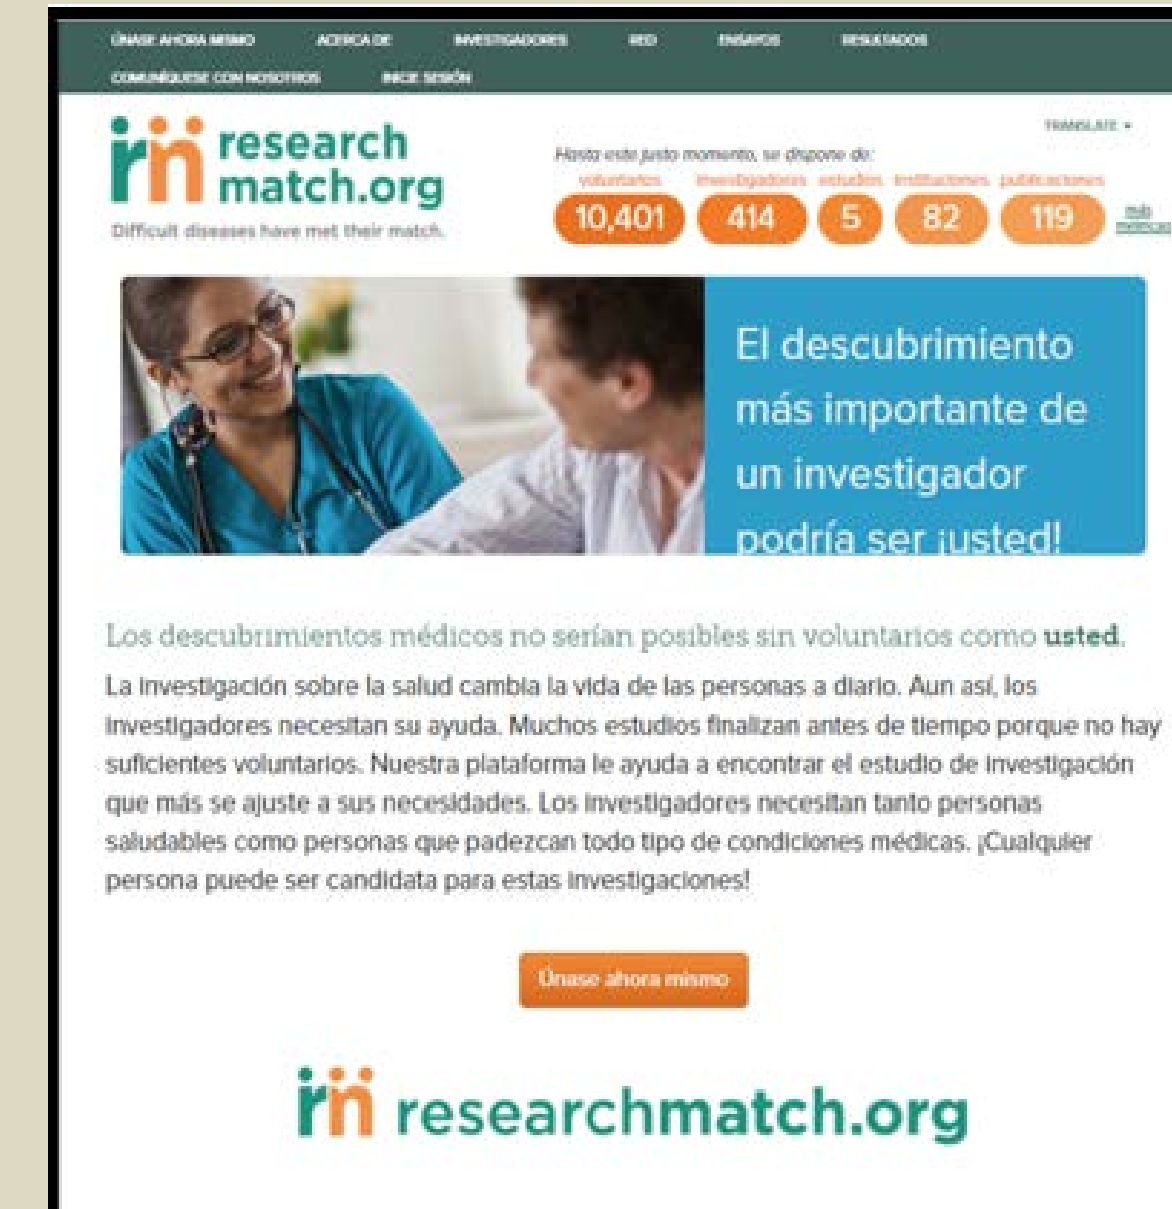 ÚNASE AHORA MISMO ACERCA DE INVESTIGADORES RED ENSAYOS RESULTADOS
COMUNÍQUESE CON NOSOTROS INICIE SESIÓN
TRANSLATE
research
match.org
Difficult diseases have met their match.
Hasta este justo momento, se dispone de:
voluntarios investigadores estudios instituciones publicaciones
10,401 414 5 82 119
más
El descubrimiento
más importante de
un investigador
podría ser ¡usted!
Los descubrimientos médicos no serían posibles sin voluntarios como usted.
La investigación sobre la salud cambia la vida de las personas a diario. Aun así, los
investigadores necesitan su ayuda. Muchos estudios finalizan antes de tiempo porque no hay
suficientes voluntarios. Nuestra plataforma le ayuda a encontrar el estudio de investigación
que más se ajuste a sus necesidades. Los investigadores necesitan tanto personas
saludables como personas que padezcan todo tipo de condiciones médicas. ¡Cualquier
persona puede ser candidata para estas investigaciones!
Únase ahora mismo
researchmatch.org